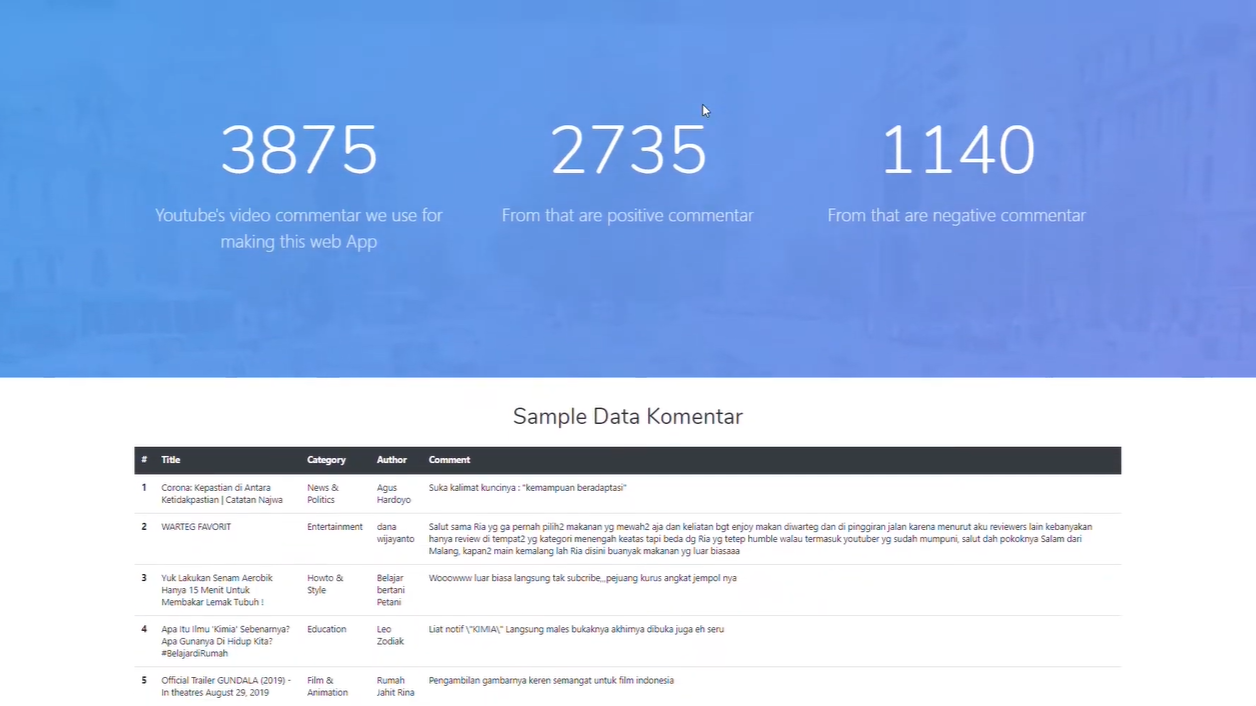 3875
2735
1140
Youtube's video commentar we use for
making this web App
From that are positive commentar
From that are negative commentar
Sample Data Komentar
# Title Category Author Comment
1 Corona: Kepastian di Antara News & Agus Suka kalimat kuncinya : "kemampuan beradaptasi"
Ketidakpastian | Catatan Najwa Politics Hardoyo
2 WARTEG FAVORIT Entertainment dana Salut sama Ria yg ga pernah pilih2 makanan yg mewah2 aja dan keliatan bgt enjoy makan diwarteg dan di pinggiran jalan karena menurut aku reviewers lain kebanyakan
wijayanto hanya review di tempat2 yg kategori menengah keatas tapi beda dg Ria yg tetep humble walau termasuk youtuber yg sudah mumpuni, salut dah pokoknya Salam dari
Malang, kapan2 main kemalang lah Ria disini buanyak makanan yg luar biasaaa
3 Yuk Lakukan Senam Aerobik Howto & Belajar Wooowww luar biasa langsung tak subcribe,,,pejuang kurus angkat jempol nya
Hanya 15 Menit Untuk Style bertani
Membakar Lemak Tubuh ! Petani
4 Apa Itu Ilmu 'Kimia' Sebenarnya? Education Leo Liat notif \"KIMIA\" Langsung males bukaknya akhirnya dibuka juga eh seru
Apa Gunanya Di Hidup Kita? Zodiak
#BelajardiRumah
5 Official Trailer GUNDALA (2019) - Film & Rumah Pengambilan gambarnya keren semangat untuk film indonesia
In theatres August 29, 2019 Animation Jahit Rina